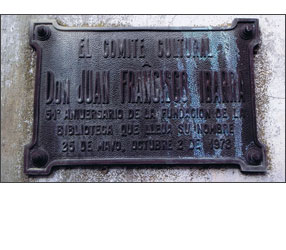 EL COMITE CULTURAL
A
DON JUAN FRANCISCO IBARRA
51º ANIVERSARIO DE LA FUNDACION DE LA
BIBLIOTECA QUE LLEVA SU NOMBRE
25 DE MAYO, OCTUBRE 2 DE 1973